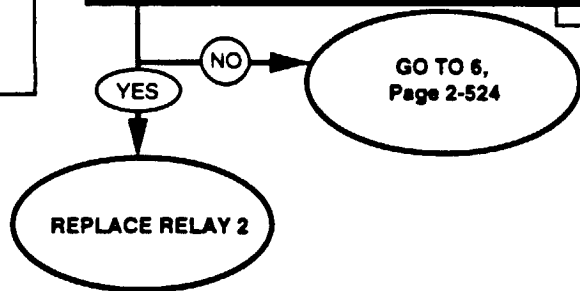 NO
GO TO 6,
Page 2-524
YES
REPLACE RELAY 2